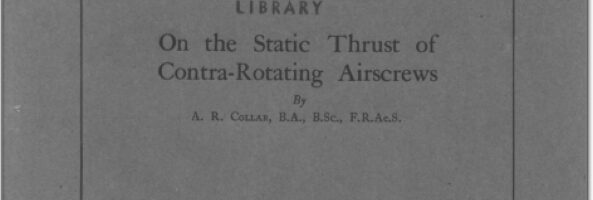 LIBRARY
On the Static Thrust of
Contra-Rotating Airscrews
By
A. R. COLLAR, B.A., B.Sc., F.R.Ae.S.